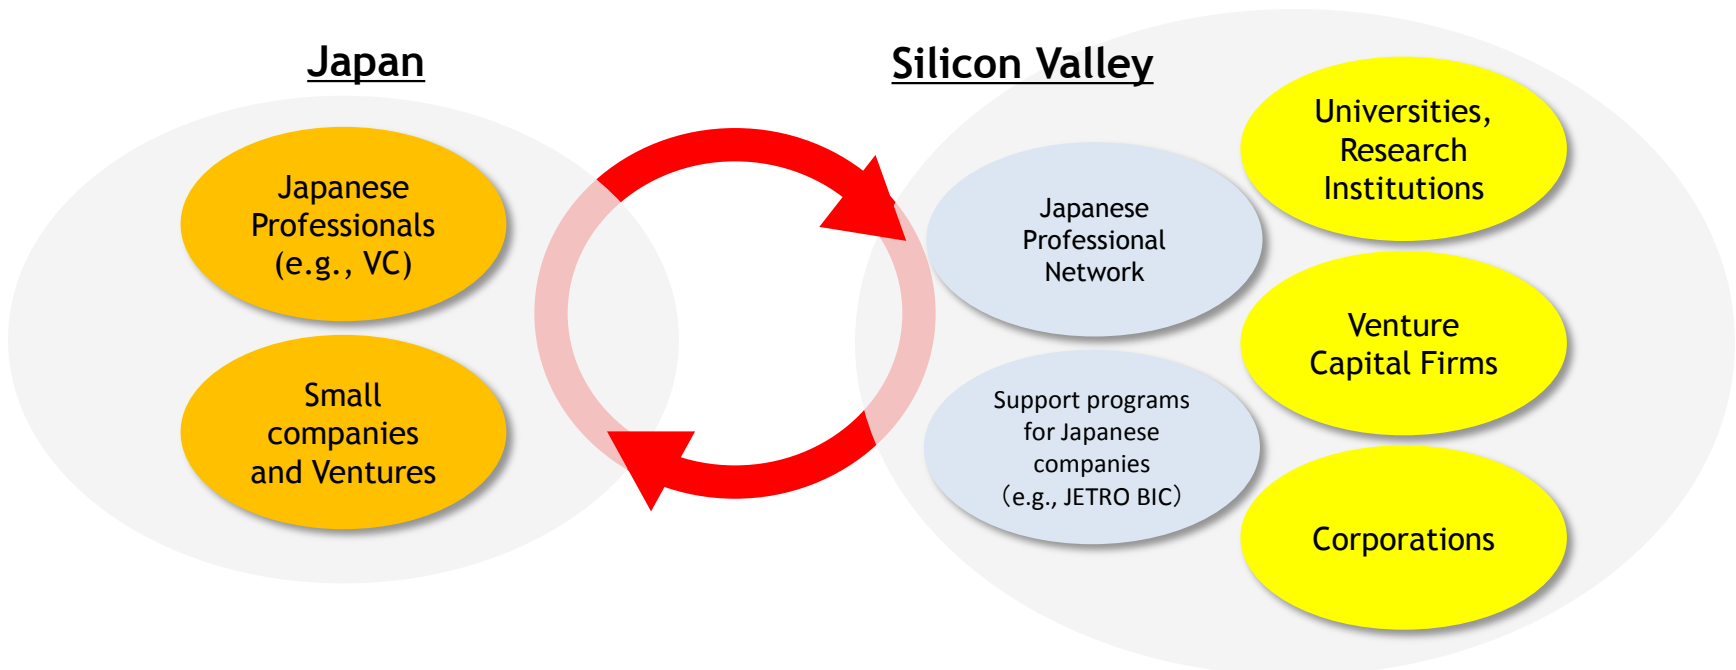 Japan
Japanese
Professionals
(e.g., VC)
Small
companies
and Ventures
Silicon Valley
Japanese
Professional
Network
Support programs
for Japanese
companies
（e.g., JETRO BIC）
Universities,
Research
Institutions
Venture
Capital Firms
Corporations